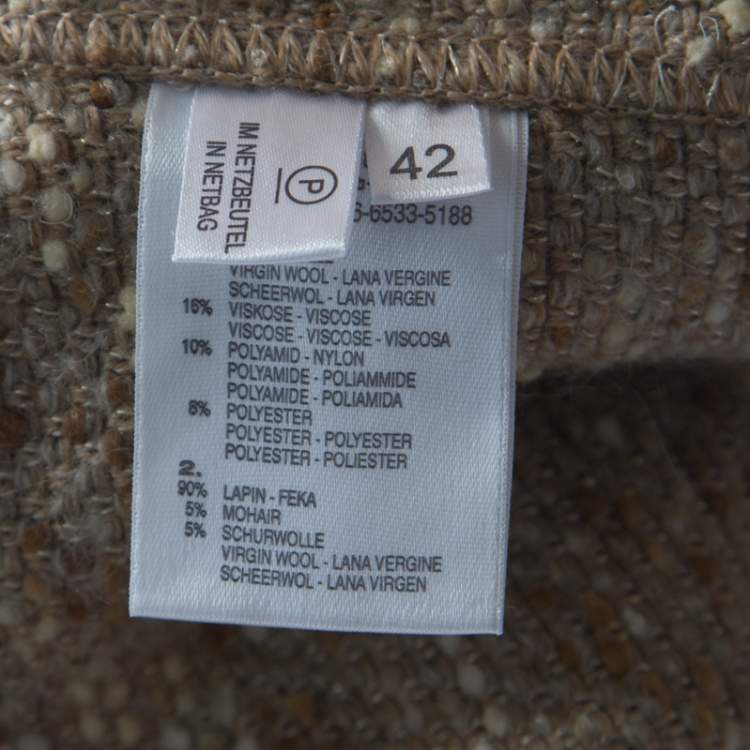 IM NETZBEUTEL
IN NETBAG
P
42
6-6533-5188
VIRGIN WOOL - LANA VERGINE
SCHEERWOL - LANA VIRGEN
16% VISKOSE - VISCOSE
VISCOSE - VISCOSE - VISCOSA
10% POLYAMID - NYLON
POLYAMIDE - POLIAMMIDE
POLYAMIDE - POLIAMIDA
8% POLYESTER
POLYESTER - POLYESTER
POLYESTER - POLIESTER
2.
90% LAPIN - FEKA
5% MOHAIR
5% SCHURWOLLE
VIRGIN WOOL - LANA VERGINE
SCHEERWOL - LANA VIRGEN